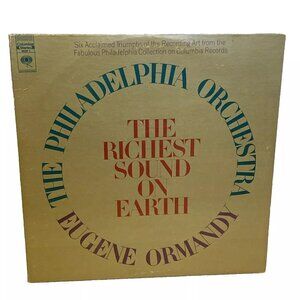 Six Acclaimed Triumphs of the Recording Art from the
Fabulous Philadelphia Collection on Columbia Records
THE PHILADELPHIA ORCHESTRA
THE
RICHEST
SOUND
ON
EARTH
EUGENE ORMANDY